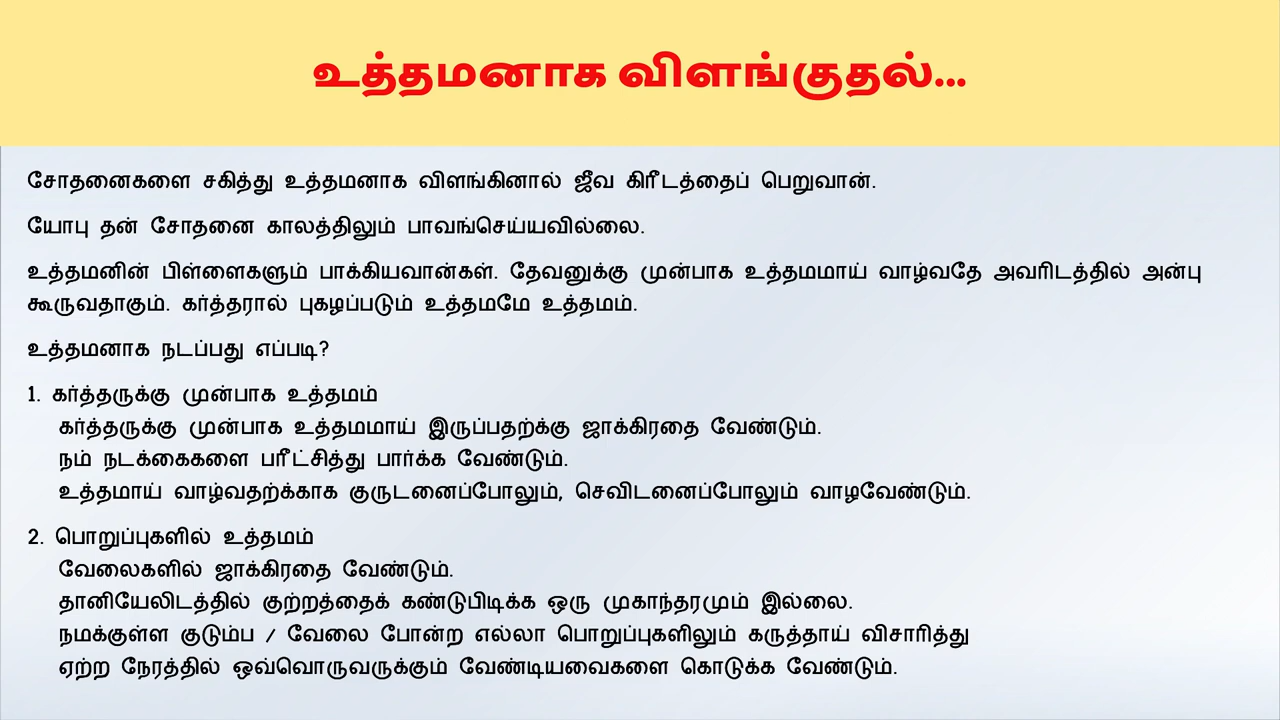 உத்தமனாக விளங்குதல்...
சோதனைகளை சகித்து உத்தமனாக விளங்கினால் ஜீவ கிரீடத்தைப் பெறுவான்.
யோபு தன் சோதனை காலத்திலும் பாவங்செய்யவில்லை.
உத்தமனின் பிள்ளைகளும் பாக்கியவான்கள். தேவனுக்கு முன்பாக உத்தமமாய் வாழ்வதே அவரிடத்தில் அன்பு
கூருவதாகும். கர்த்தரால் புகழப்படும் உத்தமமே உத்தமம்.
உத்தமனாக நடப்பது எப்படி?
1. கர்த்தருக்கு முன்பாக உத்தமம்
கர்த்தருக்கு முன்பாக உத்தமமாய் இருப்பதற்க்கு ஜாக்கிரதை வேண்டும்.
நம் நடக்கைகளை பரீட்சித்து பார்க்க வேண்டும்.
உத்தமாய் வாழ்வதற்க்காக குருடனைப்போலும், செவிடனைப்போலும் வாழவேண்டும்.
2. பொறுப்புகளில் உத்தமம்
வேலைகளில் ஜாக்கிரதை வேண்டும்.
தானியேலிடத்தில் குற்றத்தைக் கண்டுபிடிக்க ஒரு முகாந்தரமும் இல்லை.
நமக்குள்ள குடும்ப / வேலை போன்ற எல்லா பொறுப்புகளிலும் கருத்தாய் விசாரித்து
ஏற்ற நேரத்தில் ஒவ்வொருவருக்கும் வேண்டியவைகளை கொடுக்க வேண்டும்.